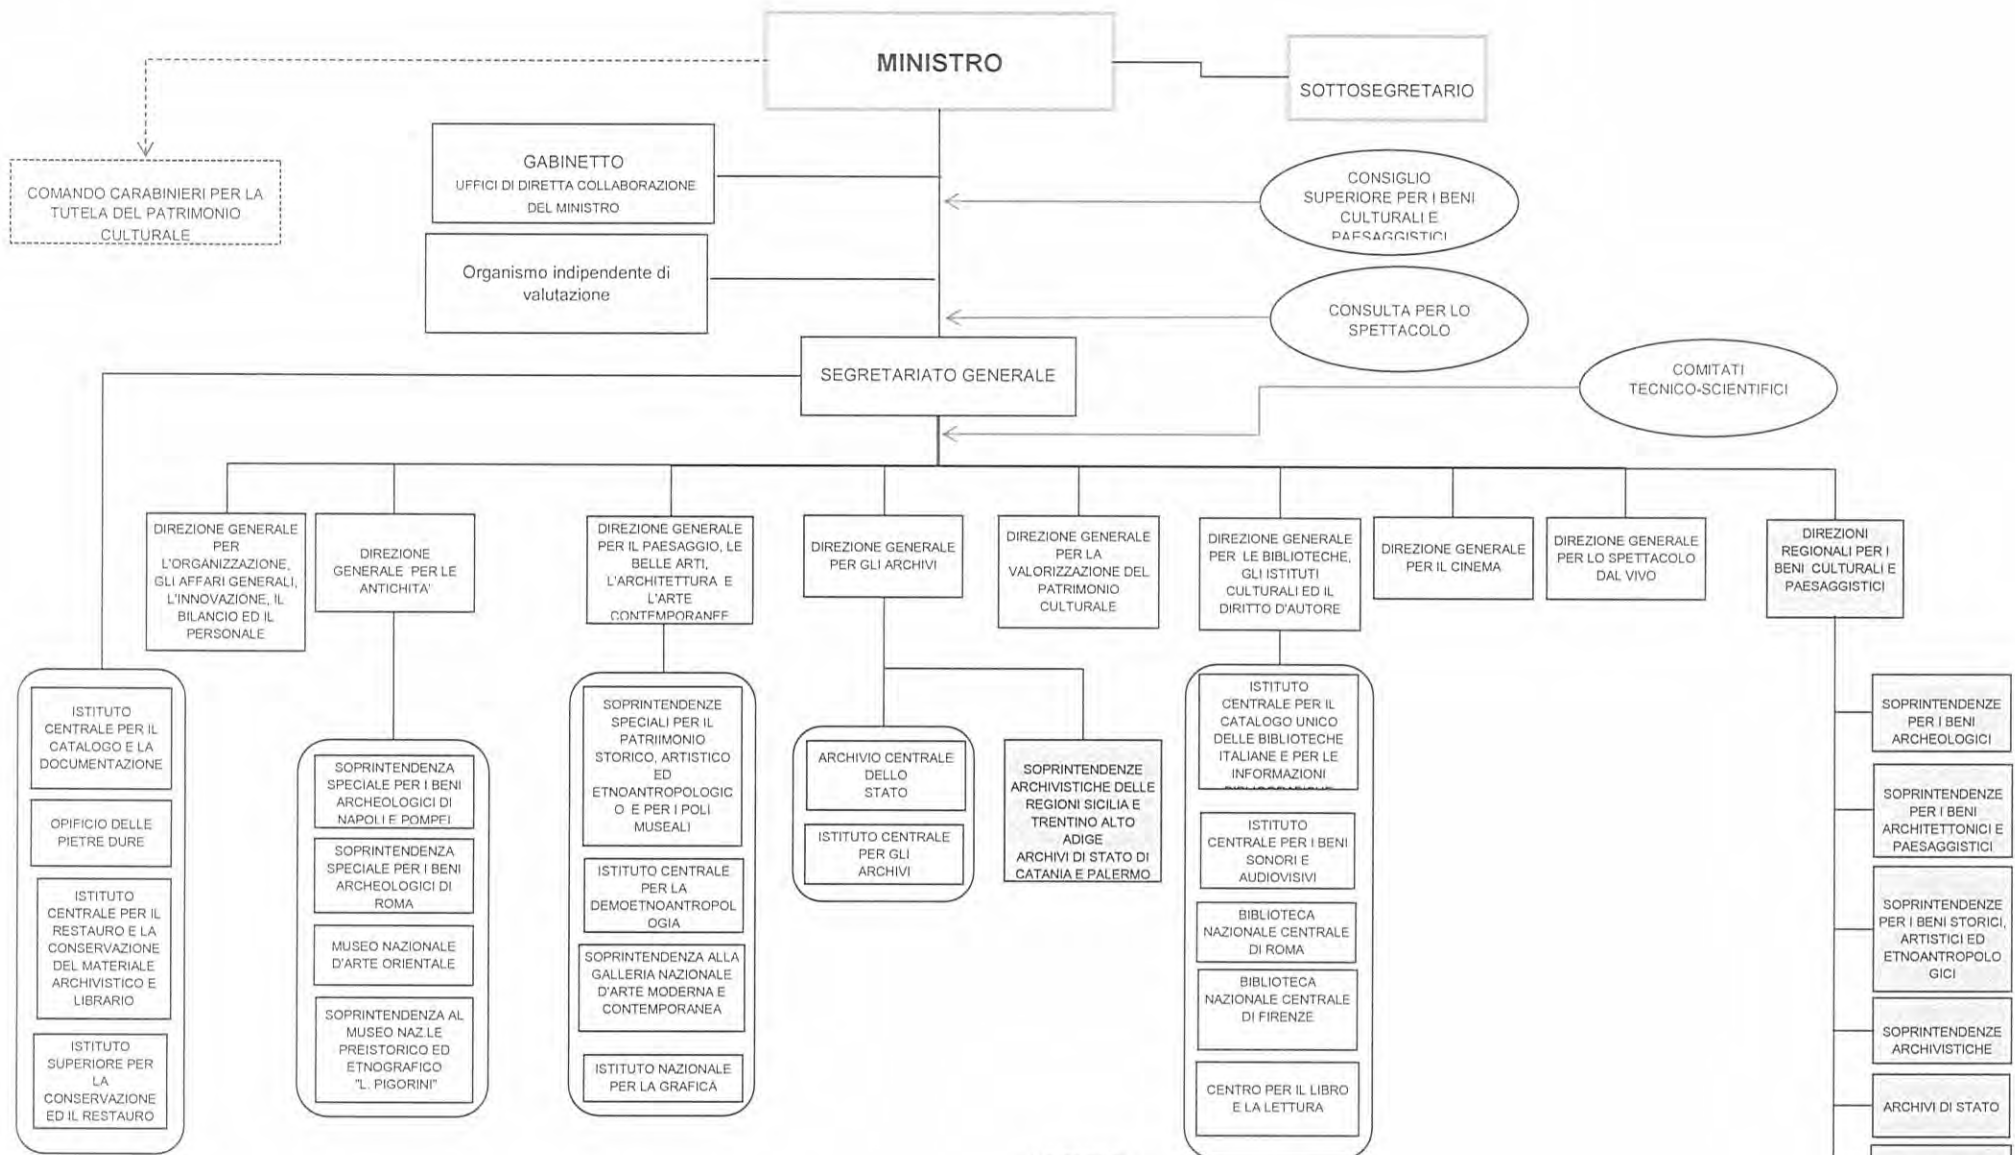 MINISTRO
SOTTOSEGRETARIO
GABINETTO
UFFICI DI DIRETTA COLLABORAZIONE
DEL MINISTRO
COMANDO CARABINIERI PER LA
TUTELA DEL PATRIMONIO
CULTURALE
CONSIGLIO
SUPERIORE PER I BENI
CULTURALI E
PAESAGGISTICI
Organismo indipendente di
valutazione
CONSULTA PER LO
SPETTACOLO
SEGRETARIATO GENERALE
COMITATI
TECNICO-SCIENTIFICI
DIREZIONE GENERALE
PER
L'ORGANIZZAZIONE,
GLI AFFARI GENERALI,
L'INNOVAZIONE, IL
BILANCIO ED IL
PERSONALE
DIREZIONE
GENERALE PER LE
ANTICHITA'
DIREZIONE GENERALE
PER IL PAESAGGIO, LE
BELLE ARTI,
L'ARCHITETTURA E
L'ARTE
CONTEMPORANEE
DIREZIONE GENERALE
PER GLI ARCHIVI
DIREZIONE GENERALE
PER LA
VALORIZZAZIONE DEL
PATRIMONIO
CULTURALE
DIREZIONE GENERALE
PER LE BIBLIOTECHE,
GLI ISTITUTI
CULTURALI ED IL
DIRITTO D'AUTORE
DIREZIONE GENERALE
PER IL CINEMA
DIREZIONE GENERALE
PER LO SPETTACOLO
DAL VIVO
DIREZIONI
REGIONALI PER I
BENI CULTURALI E
PAESAGGISTICI
ISTITUTO
CENTRALE PER IL
CATALOGO E LA
DOCUMENTAZIONE
OPIFICIO DELLE
PIETRE DURE
ISTITUTO
CENTRALE PER IL
RESTAURO E LA
CONSERVAZIONE
DEL MATERIALE
ARCHIVISTICO E
LIBRARIO
ISTITUTO
SUPERIORE PER
LA
CONSERVAZIONE
ED IL RESTAURO
SOPRINTENDENZA
SPECIALE PER I BENI
ARCHEOLOGICI DI
NAPOLI E POMPEI
SOPRINTENDENZA
SPECIALE PER I BENI
ARCHEOLOGICI DI
ROMA
MUSEO NAZIONALE
D'ARTE ORIENTALE
SOPRINTENDENZA AL
MUSEO NAZ.LE
PREISTORICO ED
ETNOGRAFICO
"L. PIGORINI"
SOPRINTENDENZE
SPECIALI PER IL
PATRIIMONIO
STORICO, ARTISTICO
ED
ETNOANTROPOLOGIC
O E PER I POLI
MUSEALI
ISTITUTO CENTRALE
PER LA
DEMOETNOANTROPOL
OGIA
SOPRINTENDENZA ALLA
GALLERIA NAZIONALE
D'ARTE MODERNA E
CONTEMPORANEA
ISTITUTO NAZIONALE
PER LA GRAFICA
ARCHIVIO CENTRALE
DELLO
STATO
ISTITUTO CENTRALE
PER GLI
ARCHIVI
SOPRINTENDENZE
ARCHIVISTICHE DELLE
REGIONI SICILIA E
TRENTINO ALTO
ADIGE
ARCHIVI DI STATO DI
CATANIA E PALERMO
ISTITUTO
CENTRALE PER IL
CATALOGO UNICO
DELLE BIBLIOTECHE
ITALIANE E PER LE
INFORMAZIONI
ISTITUTO
CENTRALE PER I BENI
SONORI E
AUDIOVISIVI
BIBLIOTECA
NAZIONALE CENTRALE
DI ROMA
BIBLIOTECA
NAZIONALE CENTRALE
DI FIRENZE
CENTRO PER IL LIBRO
E LA LETTURA
SOPRINTENDENZE
PER I BENI
ARCHEOLOGICI
SOPRINTENDENZE
PER I BENI
ARCHITETTONICI E
PAESAGGISTICI
SOPRINTENDENZE
PER I BENI STORICI,
ARTISTICI ED
ETNOANTROPOLO
GICI
SOPRINTENDENZE
ARCHIVISTICHE
ARCHIVI DI STATO